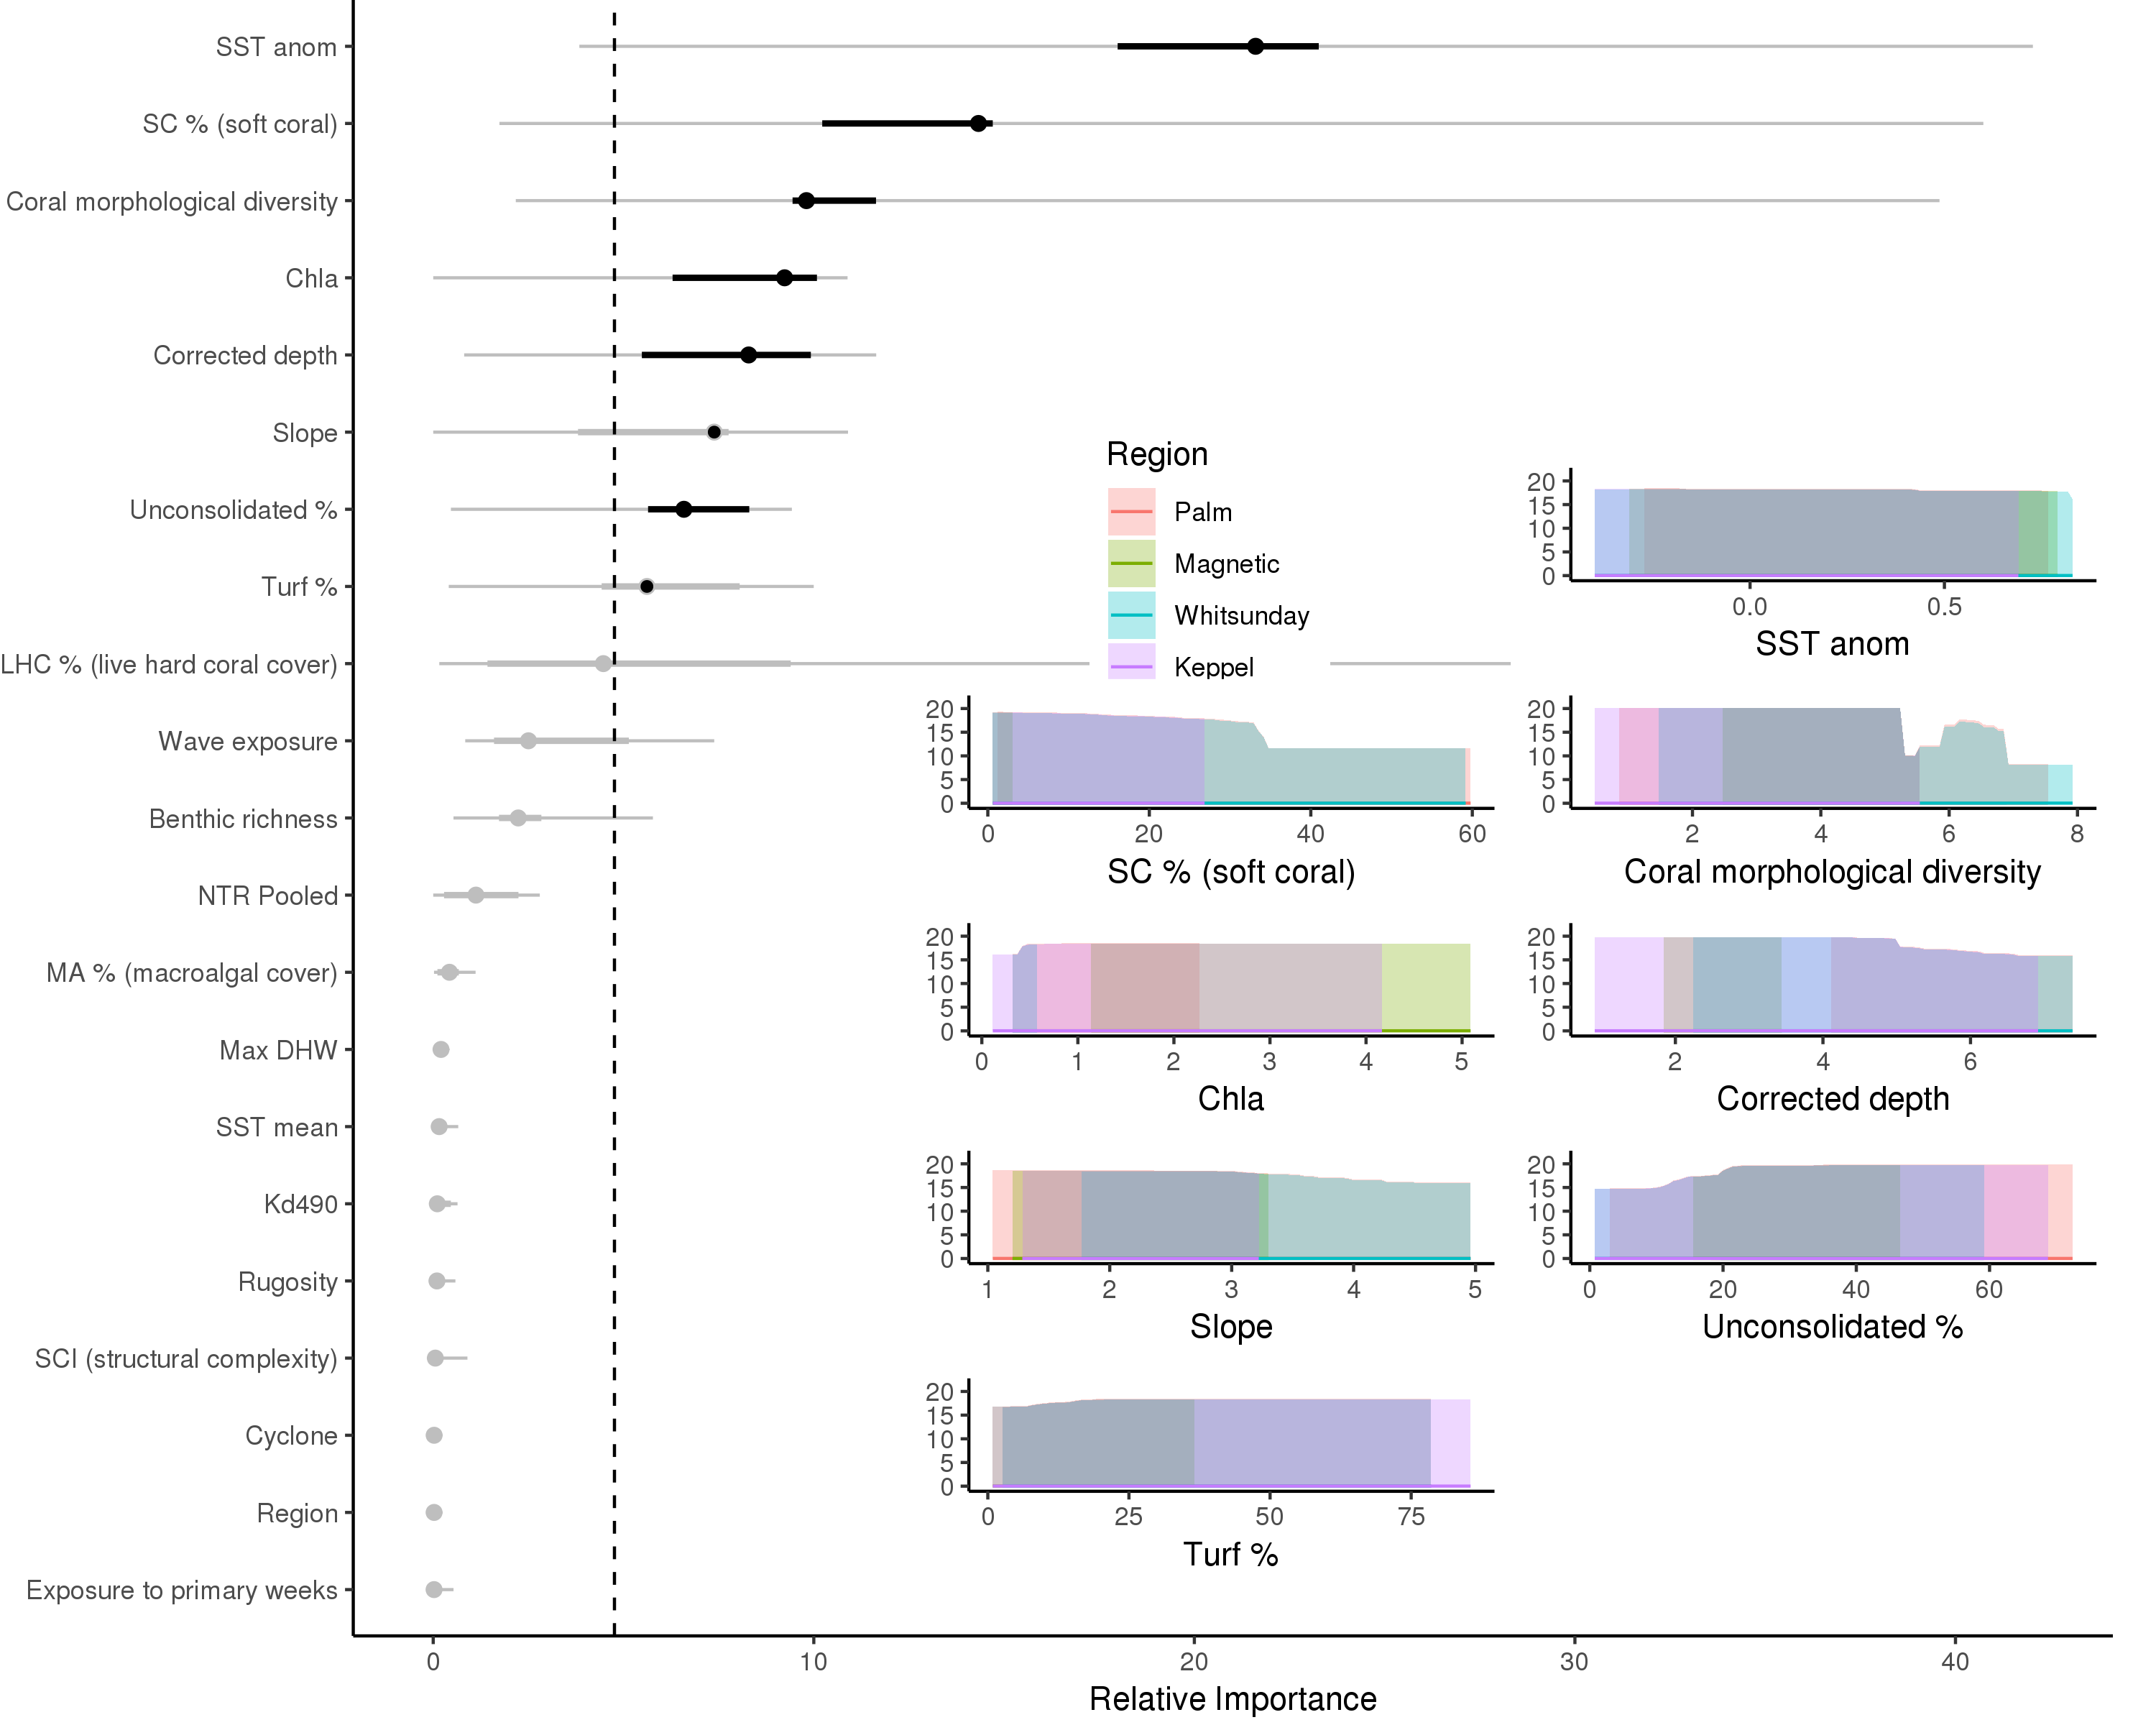 SST anom
SC % (soft coral)
Coral morphological diversity
Chla
Corrected depth
Slope
Unconsolidated %
Turf %
LHC % (live hard coral cover)
Wave exposure
Benthic richness
NTR Pooled
MA % (macroalgal cover)
Max DHW
SST mean
Kd490
Rugosity
SCI (structural complexity)
Cyclone
Region
Exposure to primary weeks
0 10 20 30 40
Relative Importance
Region
Palm
Magnetic
Whitsunday
Keppel
20
15
10
5
0
0.0 0.5
SST anom
20
15
10
5
0
0 20 40 60
SC % (soft coral)
20
15
10
5
0
2 4 6 8
Coral morphological diversity
20
15
10
5
0
0 1 2 3 4 5
Chla
20
15
10
5
0
2 4 6
Corrected depth
20
15
10
5
0
1 2 3 4 5
Slope
20
15
10
5
0
0 20 40 60
Unconsolidated %
20
15
10
5
0
0 25 50 75
Turf %